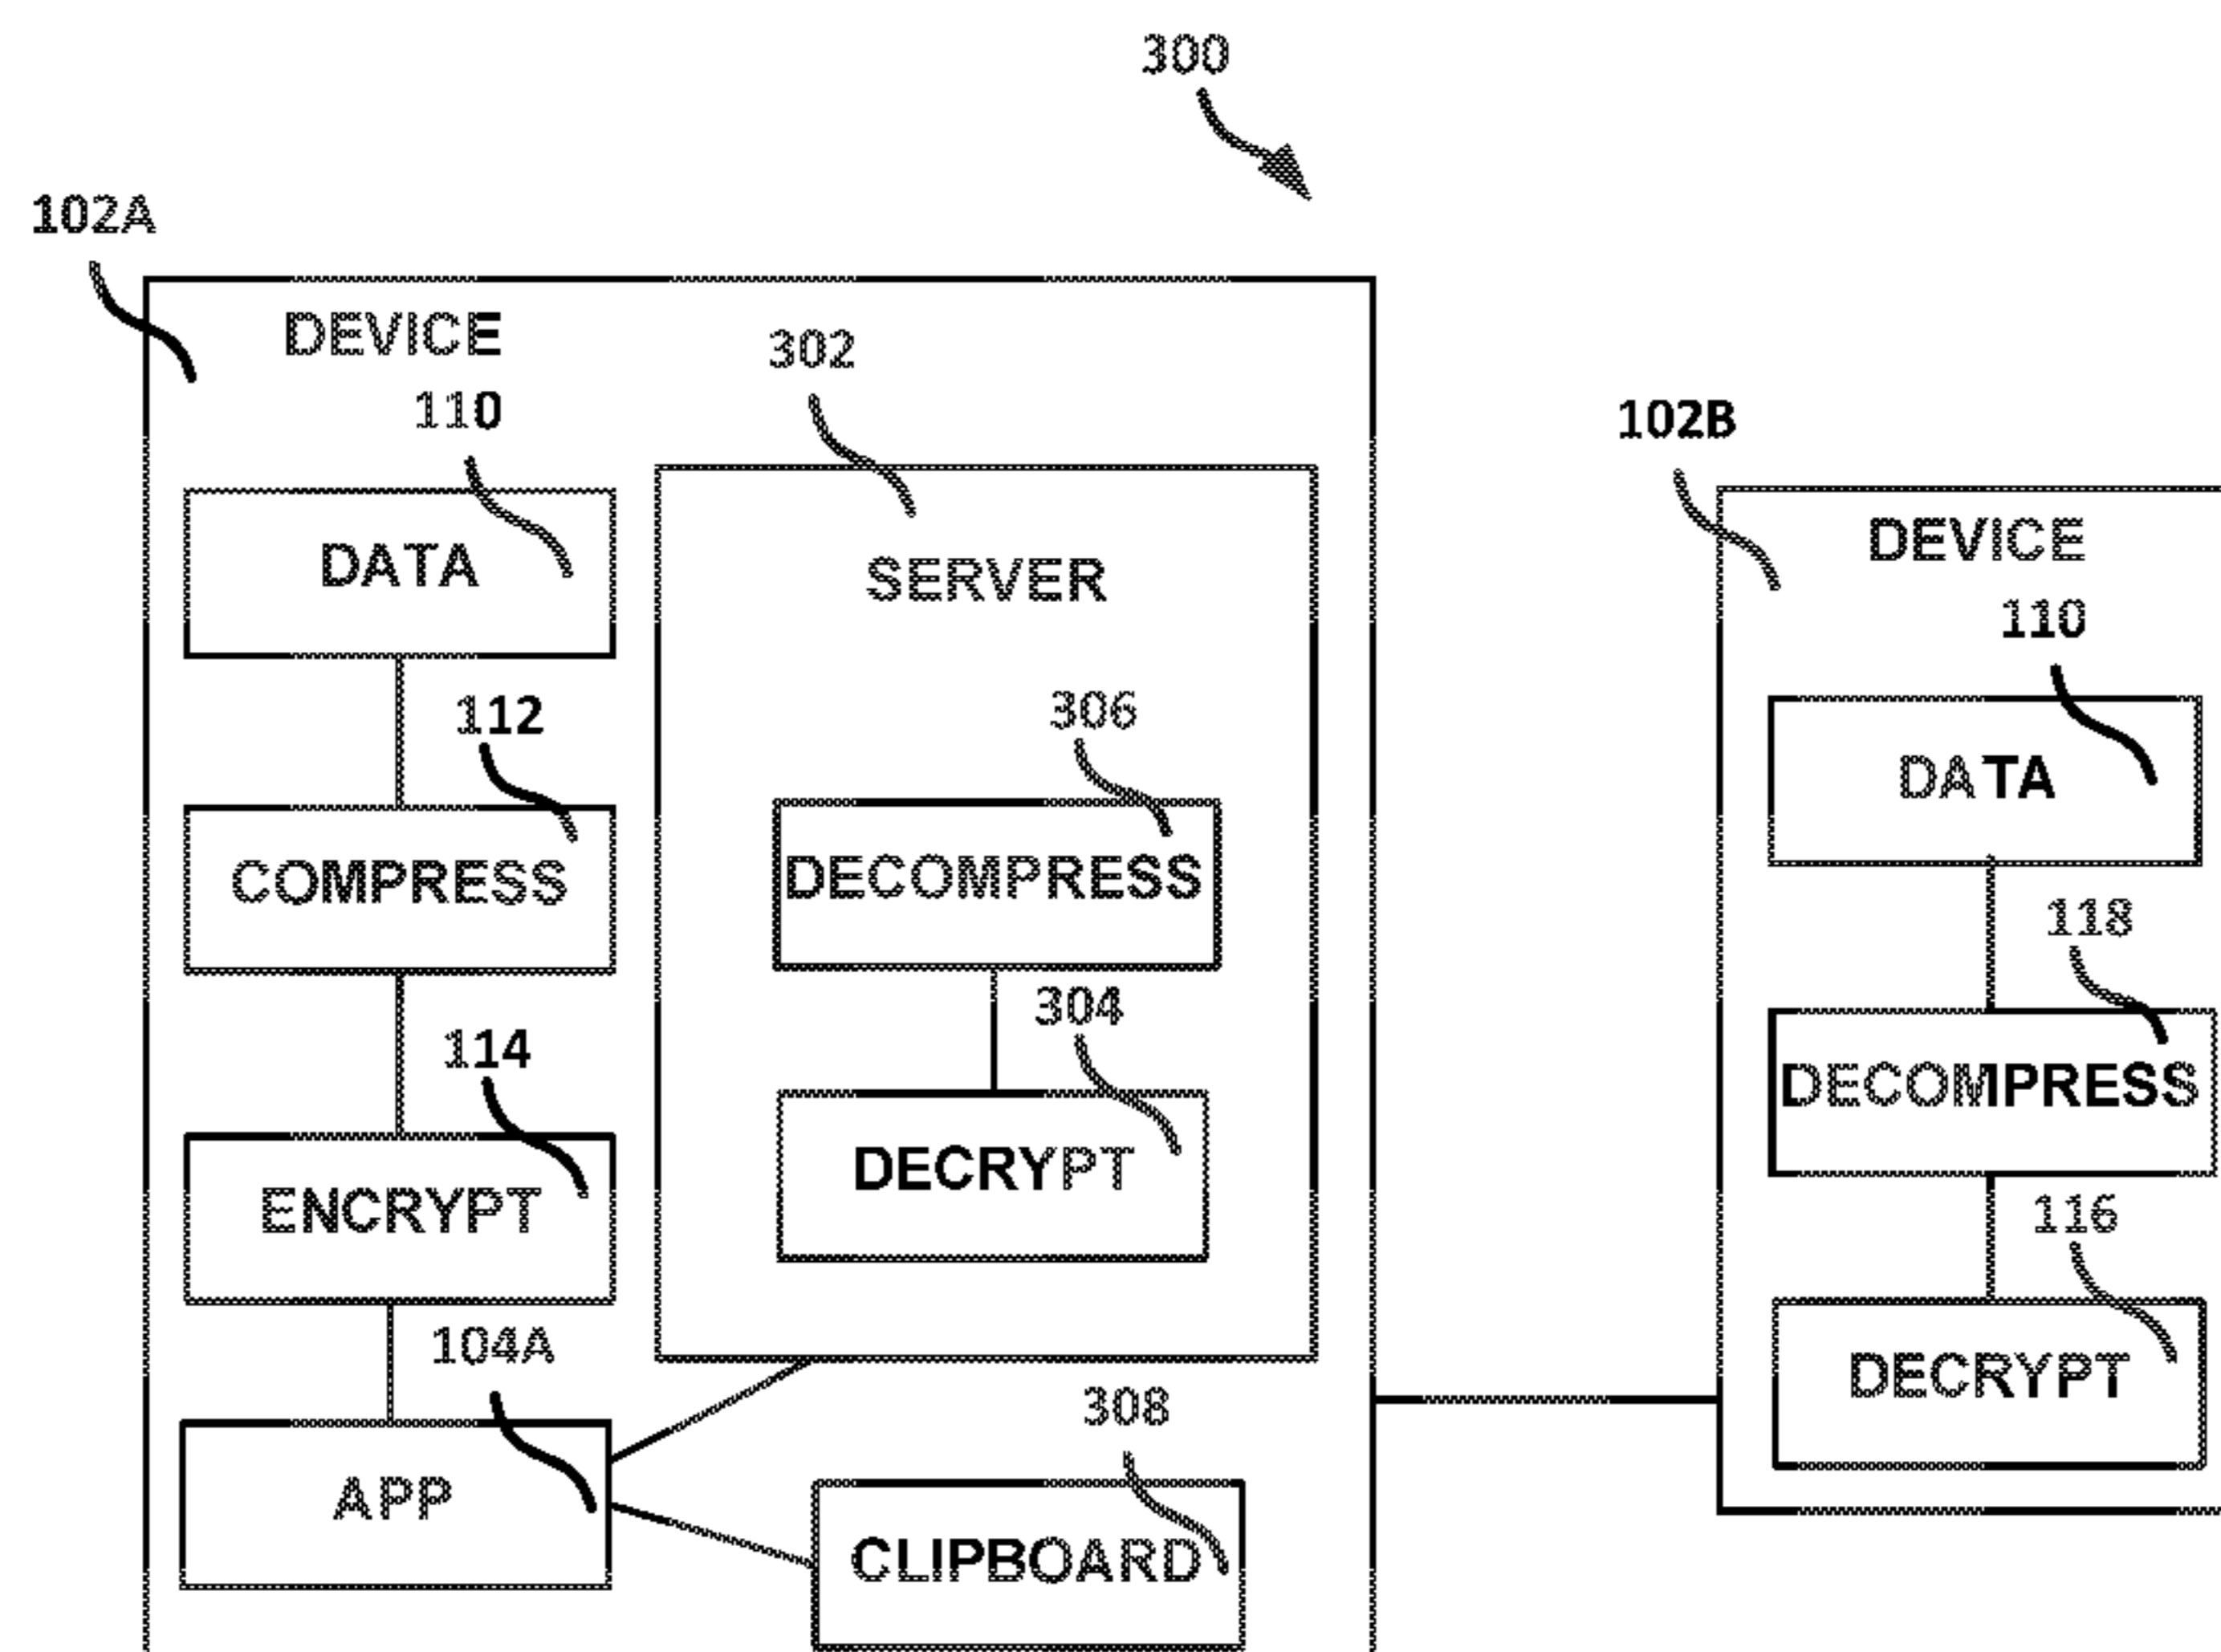 300
102A
DEVICE
110
DATA
112
COMPRESS
114
ENCRYPT
104A
APP
302
SERVER
306
DECOMPRESS
304
DECRYPT
308
CLIPBOARD
102B
DEVICE
110
DATA
118
DECOMPRESS
116
DECRYPT